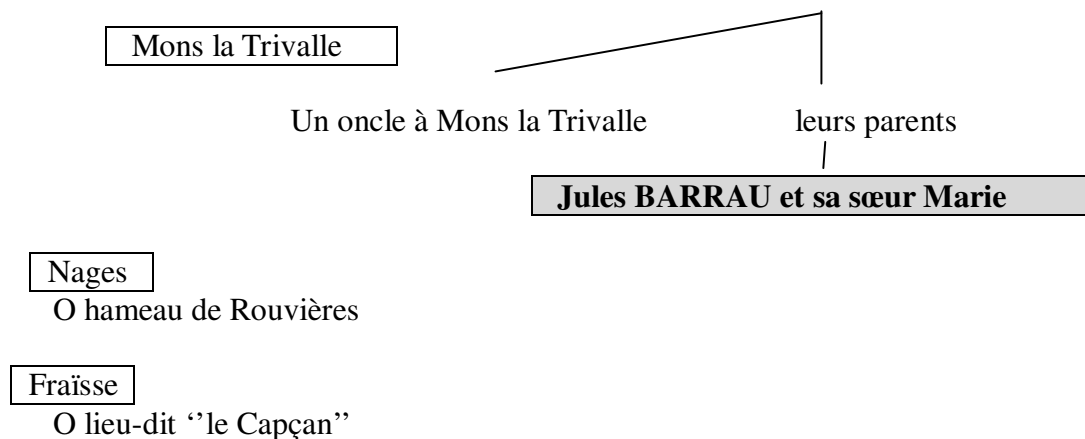 Mons la Trivalle
Un oncle à Mons la Trivalle leurs parents
Jules BARRAU et sa sœur Marie
Nages
O hameau de Rouvières
Fraïsse
O lieu-dit ‘’le Capçan’’